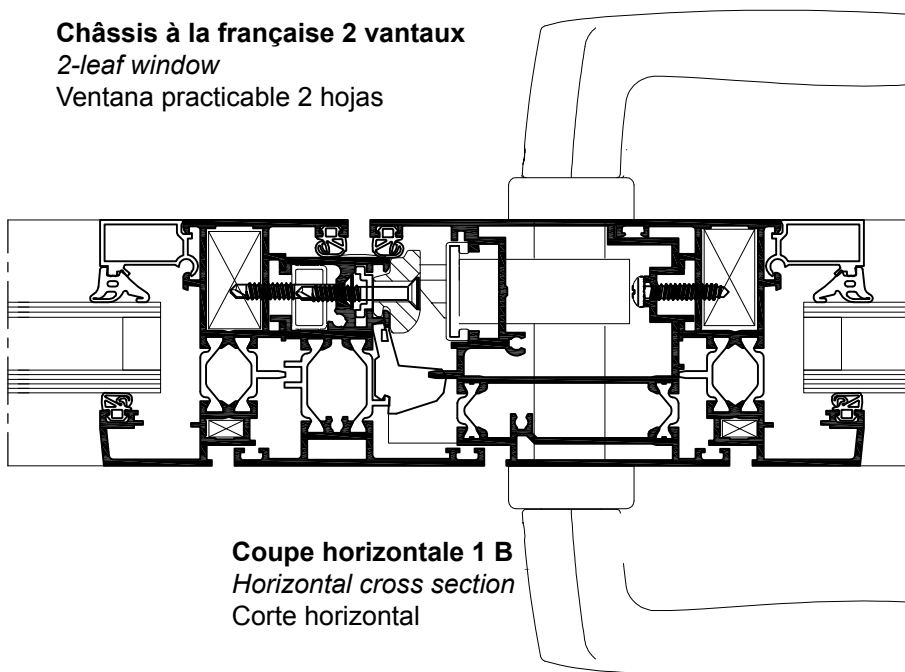 Châssis à la française 2 vantaux
2-leaf window
Ventana practicable 2 hojas
Coupe horizontale 1 B
Horizontal cross section
Corte horizontal